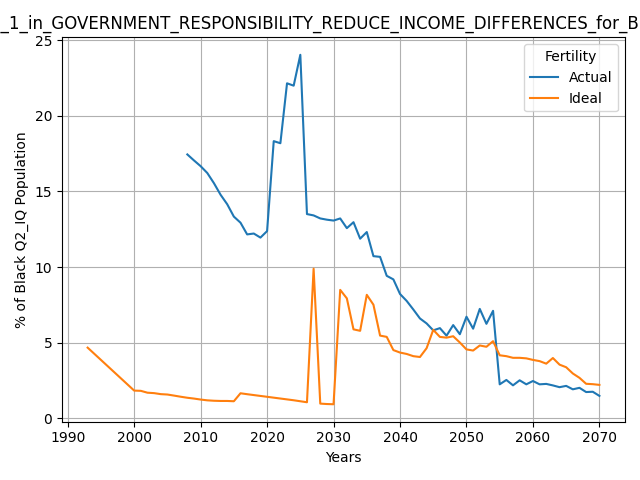 _1_in_GOVERNMENT_RESPONSIBILITY_REDUCE_INCOME_DIFFERENCES_for_B
25
20
15
10
5
0
% of Black Q2_IQ Population
Fertility
Actual
Ideal
1990 2000 2010 2020 2030 2040 2050 2060 2070
Years